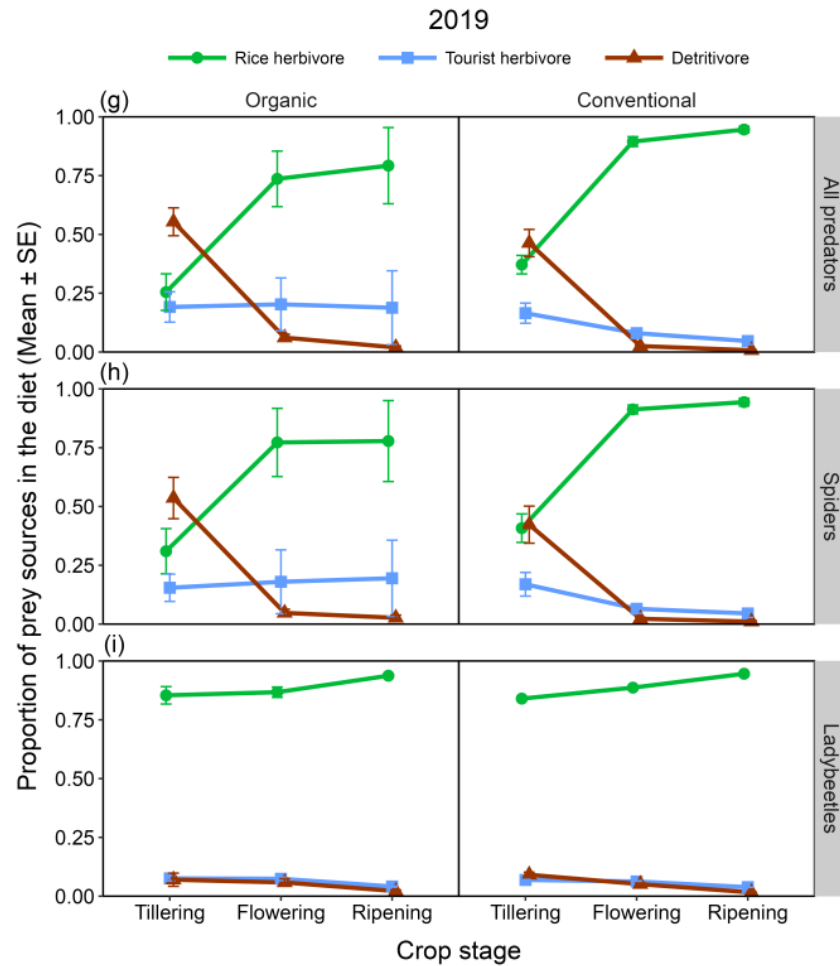 2019
Rice herbivore Tourist herbivore Detritivore
(g) Organic Conventional
1.00
0.75
0.50
0.25
0.00
All predators
(h)
1.00
0.75
0.50
0.25
0.00
Spiders
(i)
1.00
0.75
0.50
0.25
0.00
Ladybeetles
Proportion of prey sources in the diet (Mean ± SE)
Tillering Flowering Ripening Tillering Flowering Ripening
Crop stage